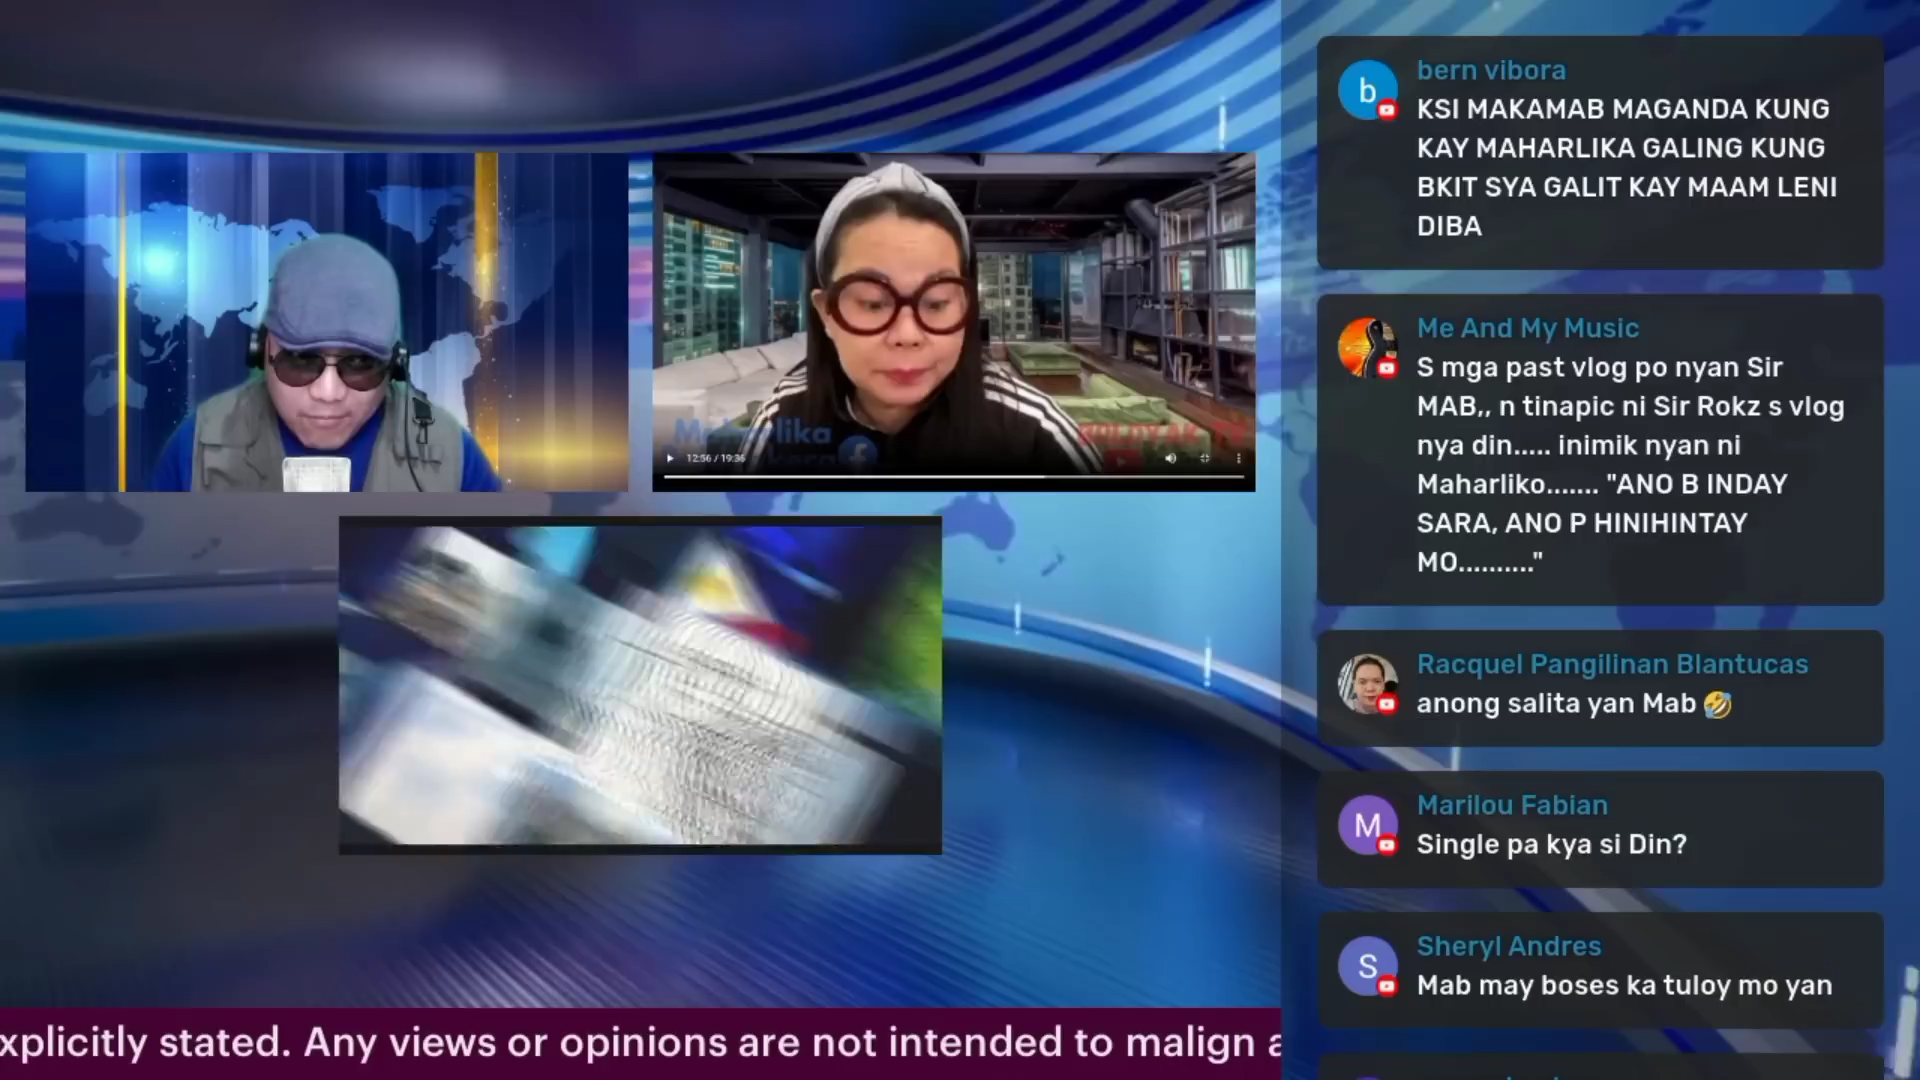 bern vibora
KSI MAKAMAB MAGANDA KUNG
KAY MAHARLIKA GALING KUNG
BKIT SYA GALIT KAY MAAM LENI
DIBA
Me And My Music
S mga past vlog po nyan Sir
MAB,, n tinapic ni Sir Rokz s vlog
nya din..... inimik nyan ni
Maharliko....... "ANO B INDAY
SARA, ANO P HINIHINTAY
MO.........."
Racquel Pangilinan Blantucas
anong salita yan Mab 🤣
Marilou Fabian
Single pa kya si Din?
Sheryl Andres
Mab may boses ka tuloy mo yan
12:56 / 19:36
xplicitly stated. Any views or opinions are not intended to malign a